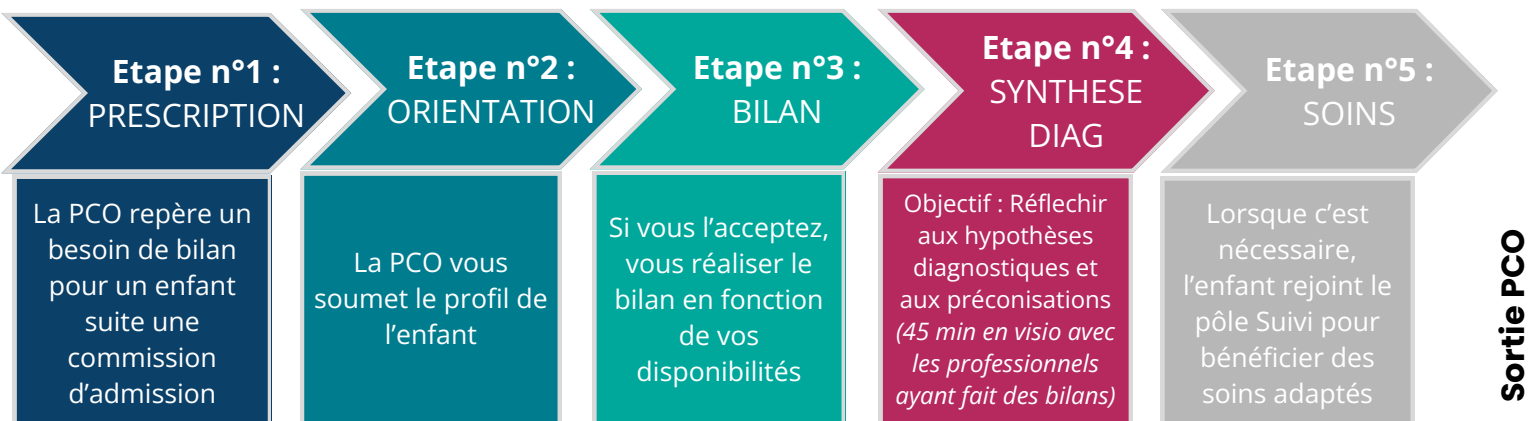 Etape n°1 :
PRESCRIPTION
La PCO repère un
besoin de bilan
pour un enfant
suite une
commission
d'admission
Etape n°2 :
ORIENTATION
La PCO vous
soumet le profil de
l'enfant
Etape n°3 :
BILAN
Si vous l'acceptez,
vous réaliser le
bilan en fonction
de vos
disponibilités
Etape n°4 :
SYNTHESE
DIAG
Objectif : Réflechir
aux hypothèses
diagnostiques et
aux préconisations
(45 min en visio avec
les professionnels
ayant fait des bilans)
Etape n°5 :
SOINS
Lorsque c'est
nécessaire,
l'enfant rejoint le
pôle Suivi pour
bénéficier des
soins adaptés
Sortie PCO